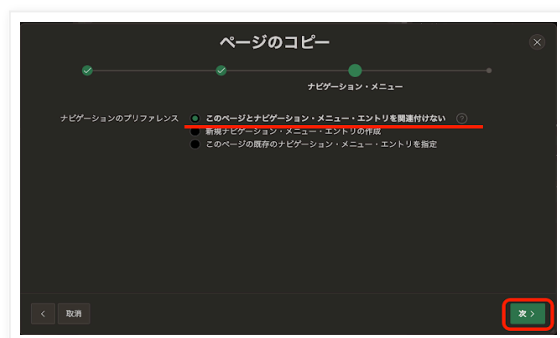 ページのコピー
ナビゲーション・メニュー
ナビゲーションのプリファレンス
このページとナビゲーション・メニュー・エントリを関連付けない
新規ナビゲーション・メニュー・エントリの作成
このページの既存のナビゲーション・メニュー・エントリを指定
取消
次 >